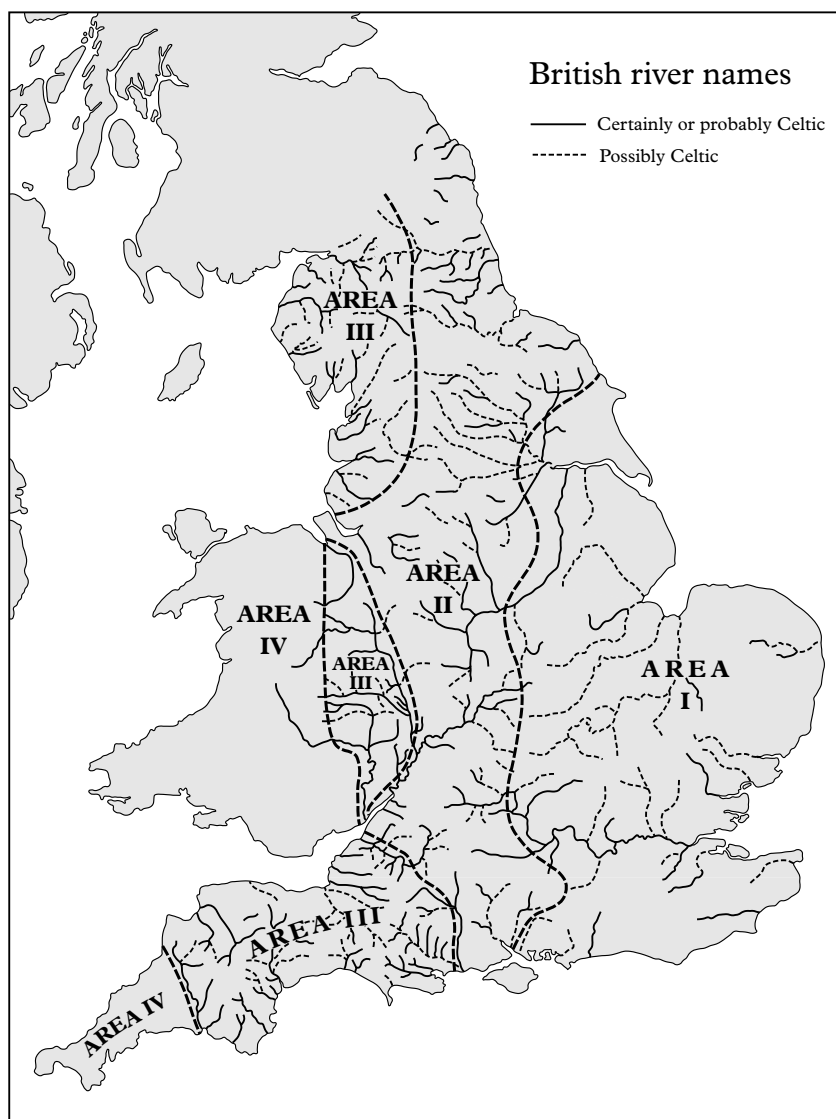 British river names
Certainly or probably Celtic
Possibly Celtic
AREA
III
AREA
II
AREA
IV
AREA
III
AREA
I
AREA III
AREA IV